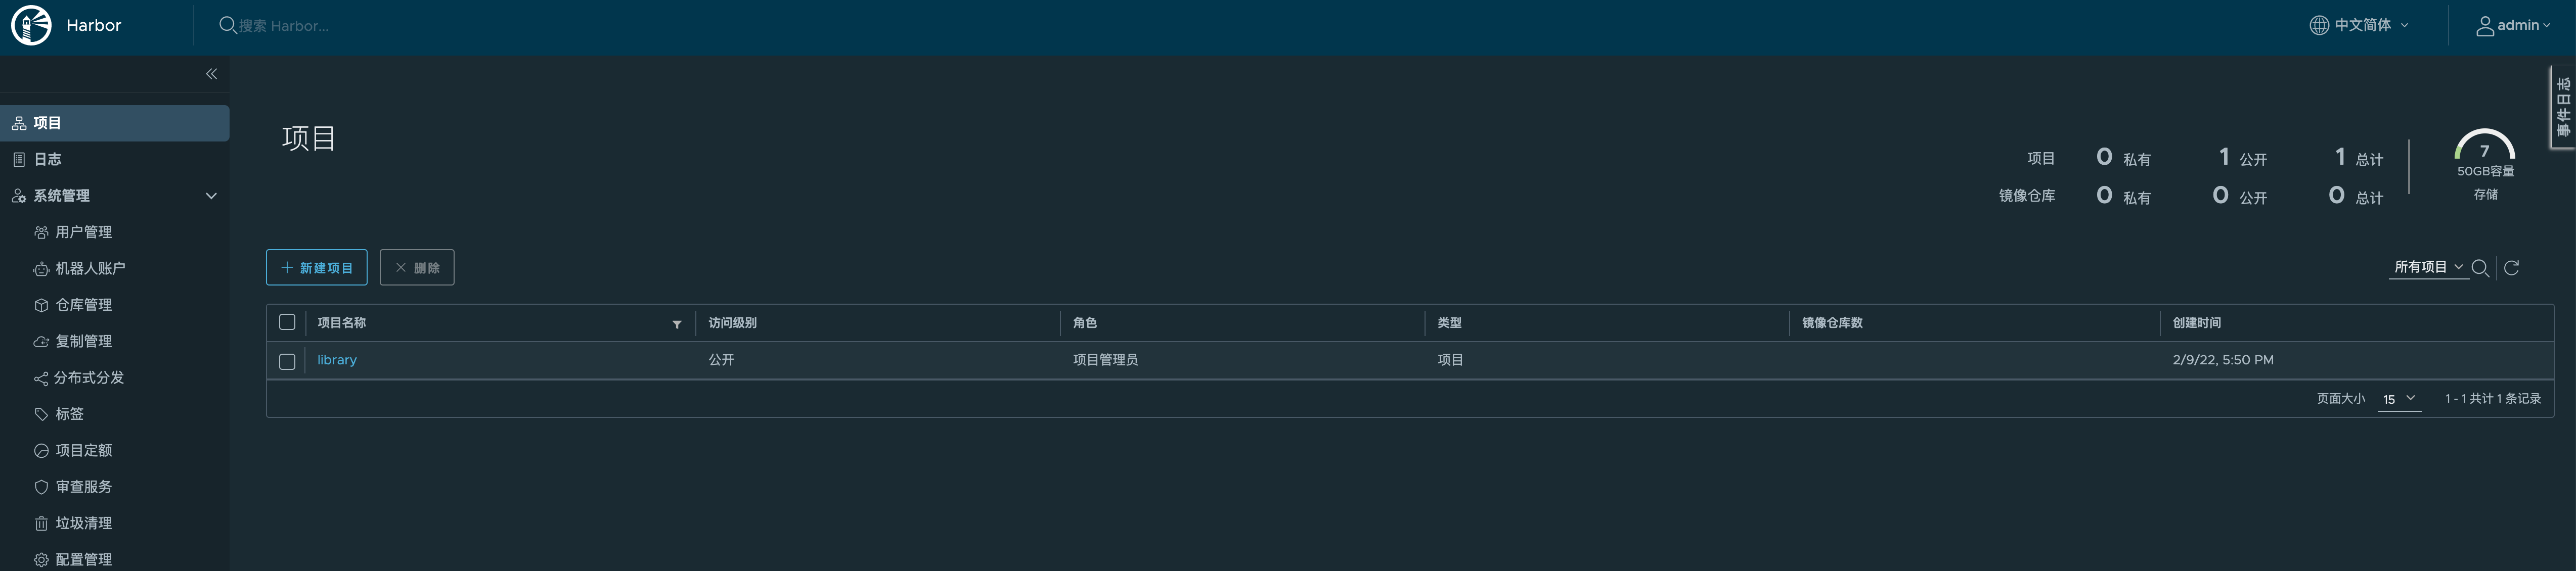 Harbor
搜索 Harbor...
中文简体
admin
事件日志
项目
日志
系统管理
用户管理
机器人账户
仓库管理
复制管理
分布式分发
标签
项目定额
审查服务
垃圾清理
配置管理
项目
项目 0 私有 1 公开 1 总计
镜像仓库 0 私有 0 公开 0 总计
7
50GB容量
存储
新建项目 删除
所有项目
项目名称 访问级别 角色 类型 镜像仓库数 创建时间
library 公开 项目管理员 项目 2/9/22, 5:50 PM
页面大小 15 1 - 1 共计 1 条记录